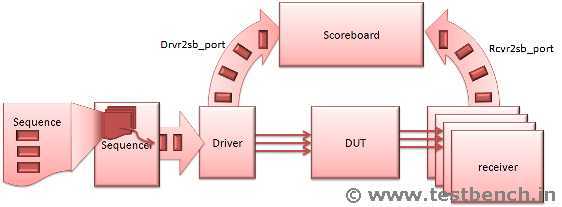 Scoreboard
Drvr2sb_port
Rcvr2sb_port
Sequence
Sequencer
Driver
DUT
receiver
© www.testbench.in